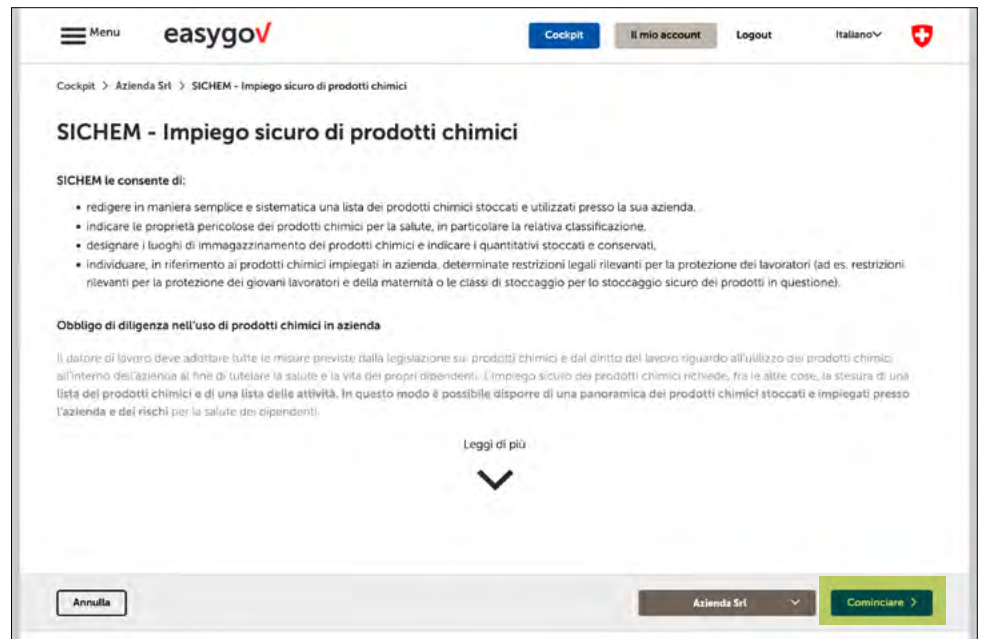 Menu easygov Cockpit Il mio account Logout Italiano
Cockpit > Azienda Srl > SICHEM - Impiego sicuro di prodotti chimici
SICHEM - Impiego sicuro di prodotti chimici
SICHEM le consente di:
• redigere in maniera semplice e sistematica una lista dei prodotti chimici stoccati e utilizzati presso la sua azienda,
• indicare le proprietà pericolose dei prodotti chimici per la salute, in particolare la relativa classificazione,
• designare i luoghi di immagazzinamento dei prodotti chimici e indicare i quantitativi stoccati e conservati,
• individuare, in riferimento ai prodotti chimici impiegati in azienda, determinate restrizioni legali rilevanti per la protezione dei lavoratori (ad es. restrizioni
rilevanti per la protezione dei giovani lavoratori e della maternità o le classi di stoccaggio per lo stoccaggio sicuro dei prodotti in questione).
Obbligo di diligenza nell'uso di prodotti chimici in azienda
Il datore di lavoro deve adottare tutte le misure previste dalla legislazione sui prodotti chimici e dal diritto del lavoro riguardo all'utilizzo dei prodotti chimici
all'interno dell'azienda al fine di tutelare la salute e la vita dei propri dipendenti. L'impiego sicuro dei prodotti chimici richiede, fra le altre cose, la stesura di una
lista dei prodotti chimici e di una lista delle attività. In questo modo è possibile disporre di una panoramica dei prodotti chimici stoccati e impiegati presso
l'azienda e dei rischi per la salute dei dipendenti.
Leggi di più
Annulla Azienda Srl Cominciare >